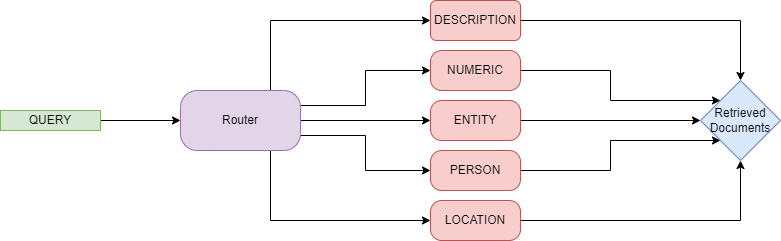 DESCRIPTION
NUMERIC
QUERY
Router
ENTITY
Retrieved
Documents
PERSON
LOCATION